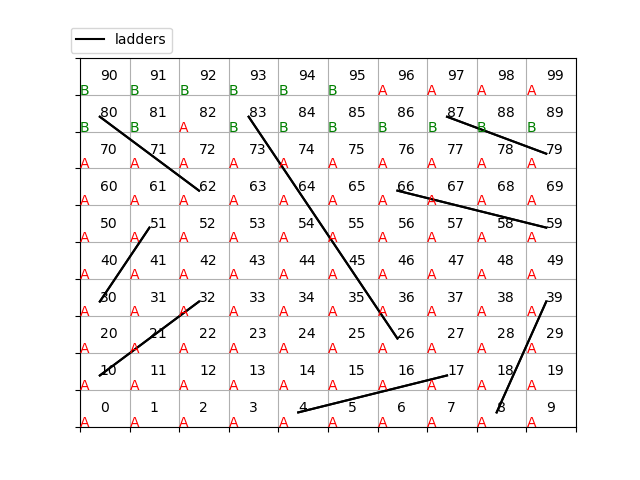 ladders
90 91 92 93 94 95 96 97 98 99
B B B B B B A A A A
80 81 82 83 84 85 86 87 88 89
B B A B B B B B B B
70 71 72 73 74 75 76 77 78 79
A A A A A A A A A A
60 61 62 63 64 65 66 67 68 69
A A A A A A A A A A
50 51 52 53 54 55 56 57 58 59
A A A A A A A A A A
40 41 42 43 44 45 46 47 48 49
A A A A A A A A A A
30 31 32 33 34 35 36 37 38 39
A A A A A A A A A A
20 21 22 23 24 25 26 27 28 29
A A A A A A A A A A
10 11 12 13 14 15 16 17 18 19
A A A A A A A A A A
0 1 2 3 4 5 6 7 8 9
A A A A A A A A A A